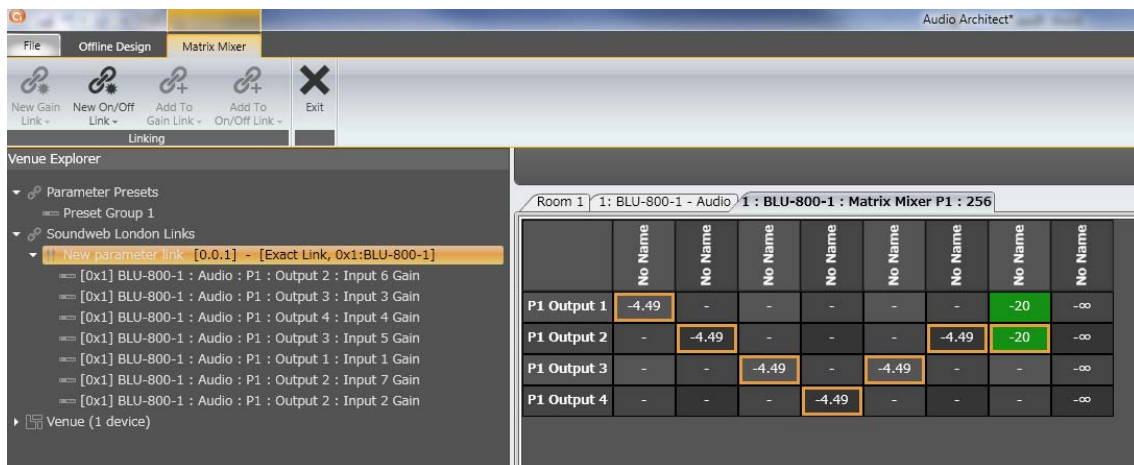 Audio Architect*
File Offline Design Matrix Mixer
New Gain Link New On/Off Link Add To Gain Link Add To On/Off Link Exit
Linking
Venue Explorer
Parameter Presets
Preset Group 1
Soundweb London Links
New parameter link [0.0.1] - [Exact Link, 0x1:BLU-800-1]
[0x1] BLU-800-1 : Audio : P1 : Output 2 : Input 6 Gain
[0x1] BLU-800-1 : Audio : P1 : Output 3 : Input 3 Gain
[0x1] BLU-800-1 : Audio : P1 : Output 4 : Input 4 Gain
[0x1] BLU-800-1 : Audio : P1 : Output 3 : Input 5 Gain
[0x1] BLU-800-1 : Audio : P1 : Output 1 : Input 1 Gain
[0x1] BLU-800-1 : Audio : P1 : Output 2 : Input 7 Gain
[0x1] BLU-800-1 : Audio : P1 : Output 2 : Input 2 Gain
Venue (1 device)
Room 1 1: BLU-800-1 - Audio 1 : BLU-800-1 : Matrix Mixer P1 : 256
No Name No Name No Name No Name No Name No Name No Name No Name
P1 Output 1 -4.49 - - - - - -20 -∞
P1 Output 2 - -4.49 - - - -4.49 -20 -∞
P1 Output 3 - - -4.49 - -4.49 - - -∞
P1 Output 4 - - - -4.49 - - - -∞